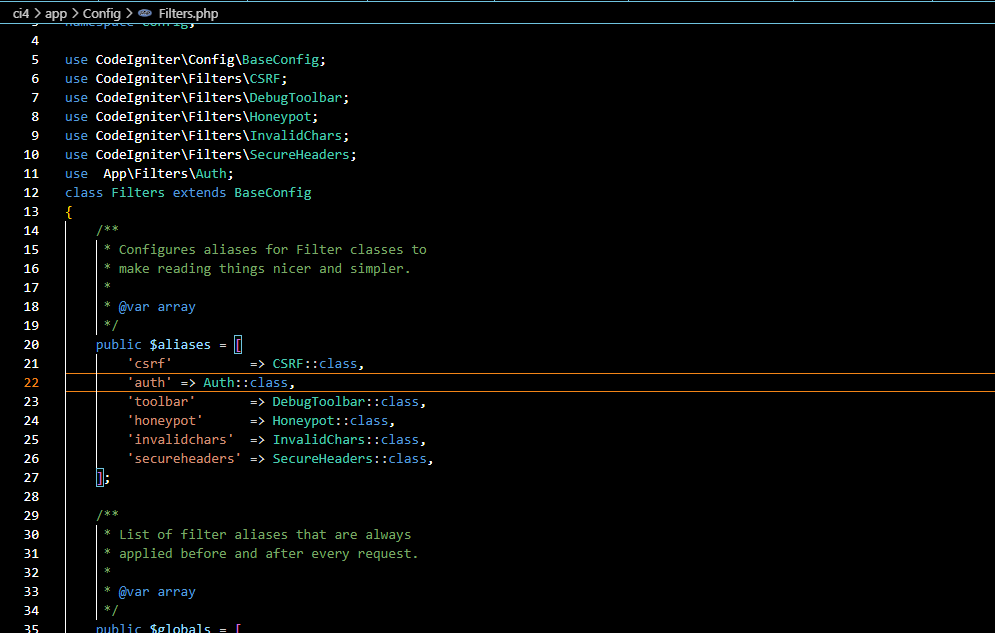 ci4 > app > Config > Filters.php
3 namespace Config;
4
5 use CodeIgniter\Config\BaseConfig;
6 use CodeIgniter\Filters\CSRF;
7 use CodeIgniter\Filters\DebugToolbar;
8 use CodeIgniter\Filters\Honeypot;
9 use CodeIgniter\Filters\InvalidChars;
10 use CodeIgniter\Filters\SecureHeaders;
11 use  App\Filters\Auth;
12 class Filters extends BaseConfig
13 {
14     /**
15      * Configures aliases for Filter classes to
16      * make reading things nicer and simpler.
17      *
18      * @var array
19      */
20     public $aliases = [
21         'csrf'          => CSRF::class,
22         'auth' => Auth::class,
23         'toolbar'       => DebugToolbar::class,
24         'honeypot'      => Honeypot::class,
25         'invalidchars'  => InvalidChars::class,
26         'secureheaders' => SecureHeaders::class,
27     ];
28
29     /**
30      * List of filter aliases that are always
31      * applied before and after every request.
32      *
33      * @var array
34      */
35     public $globals = [